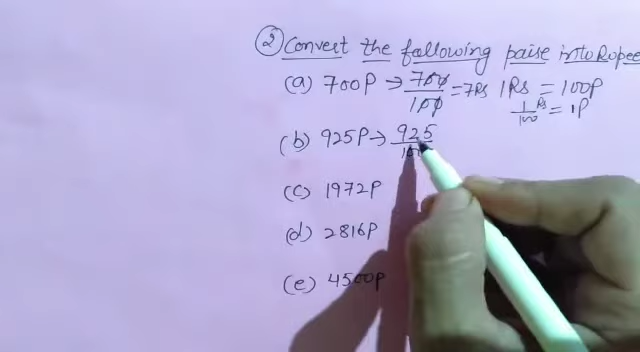 ② Convert the following paise into Rupee
(a) 700P → 700/100 = 7Rs 1Rs = 100P
1/100 Rs = 1P
(b) 925P → 925/100
(c) 1972P
(d) 2816P
(e) 4500P